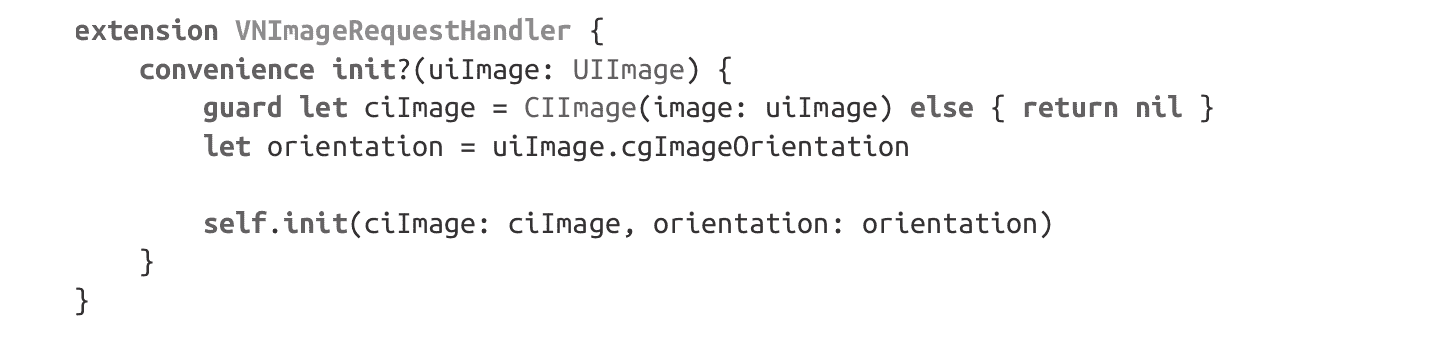 extension VNImageRequestHandler {
    convenience init?(uiImage: UIImage) {
        guard let ciImage = CIImage(image: uiImage) else { return nil }
        let orientation = uiImage.cgImageOrientation

        self.init(ciImage: ciImage, orientation: orientation)
    }
}